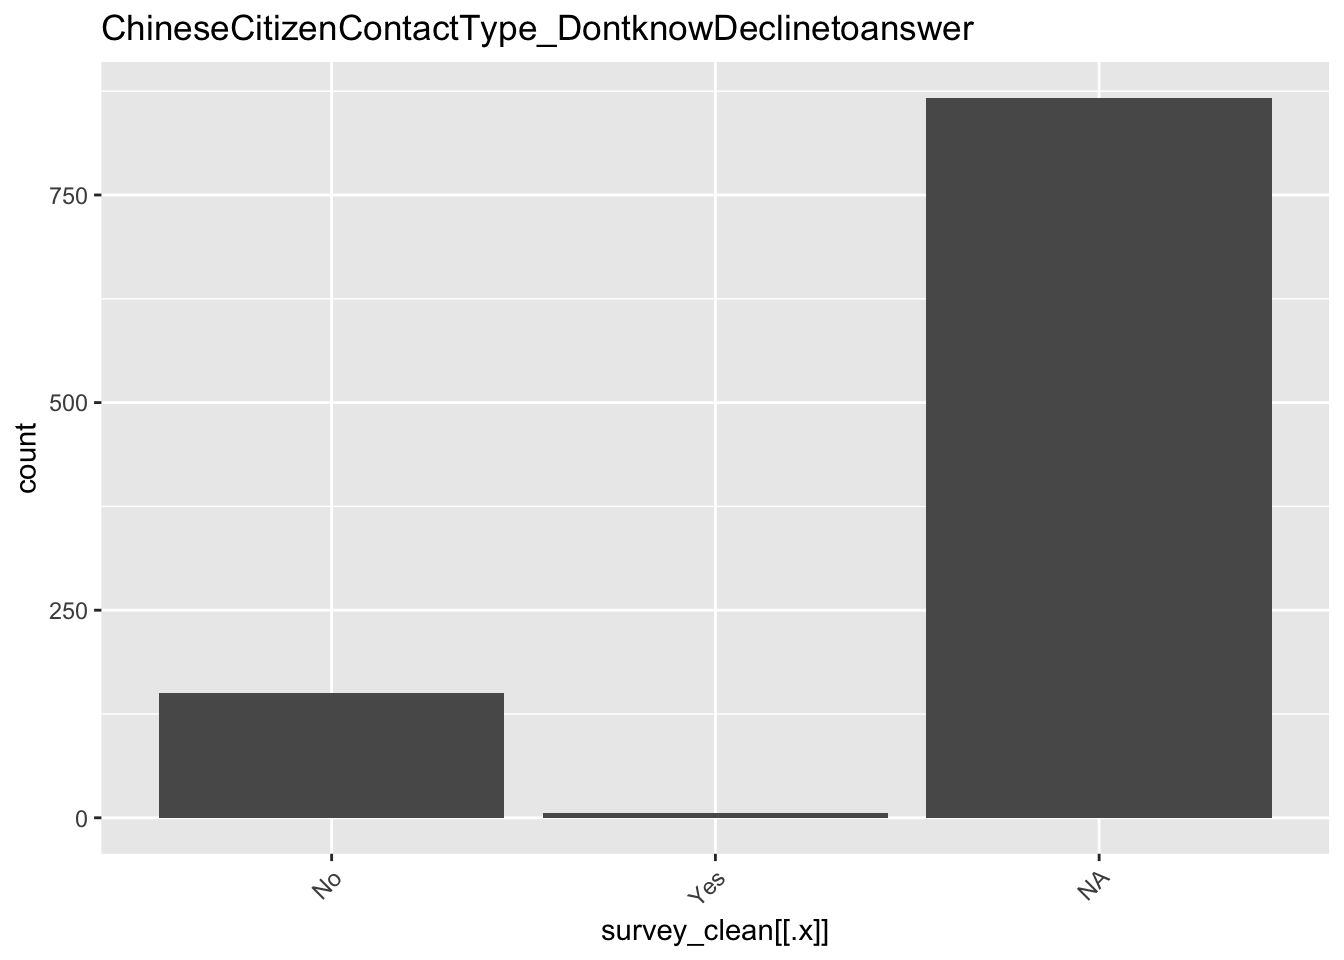 ChineseCitizenContactType_DontknowDeclinetoanswer
count
750
500
250
0
No
Yes
NA
survey_clean[[.x]]